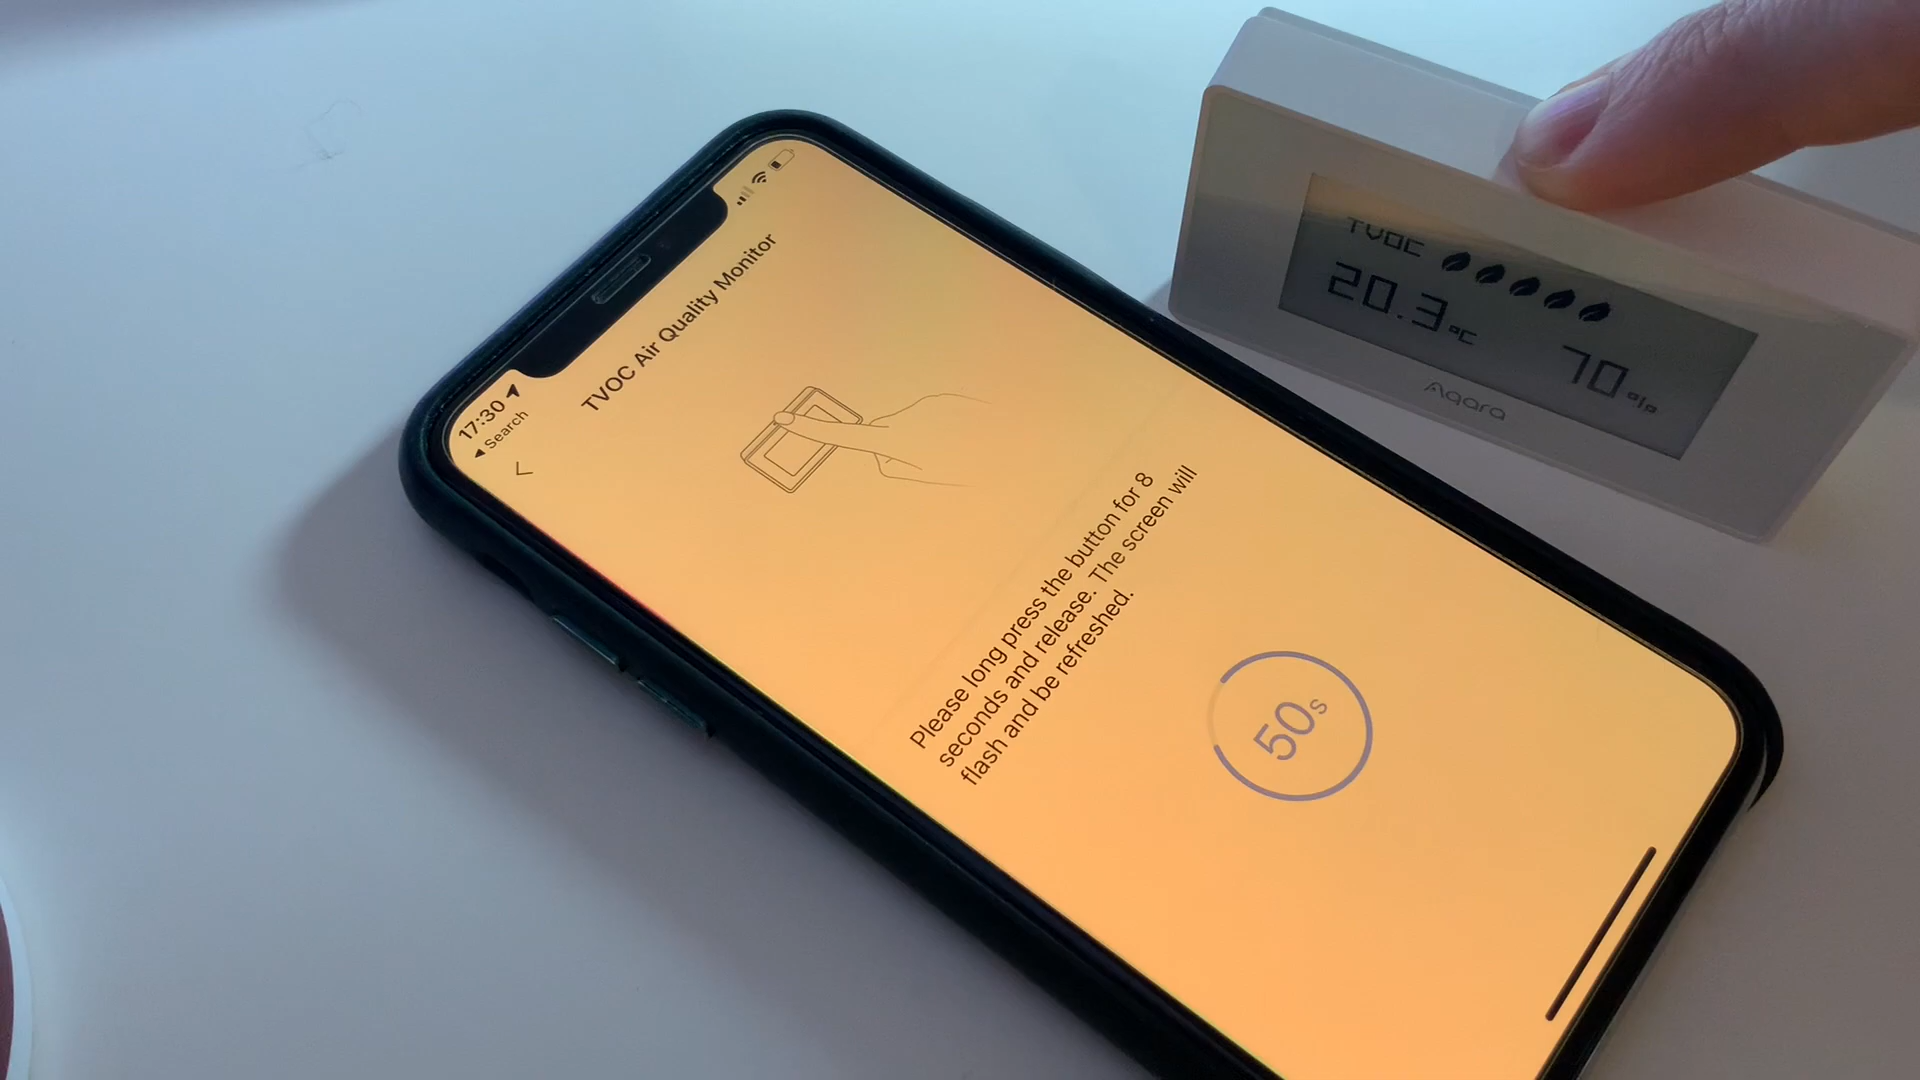 17:30
Search
TVOC Air Quality Monitor
Please long press the button for 8
seconds and release. The screen will
flash and be refreshed.
50s
TVOC
20.3°C
70%
Aqara